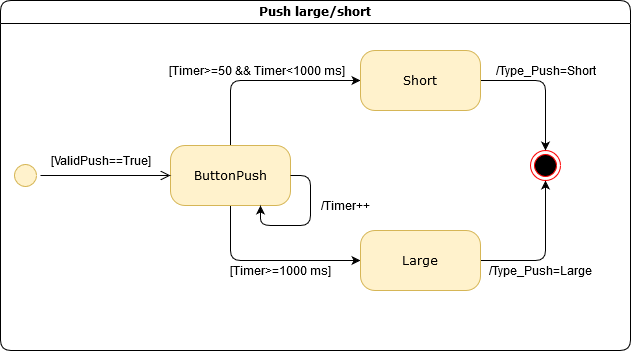 Push large/short
[Timer>=50 && Timer<1000 ms]
Short
/Type_Push=Short
[ValidPush==True]
ButtonPush
/Timer++
[Timer>=1000 ms]
Large
/Type_Push=Large